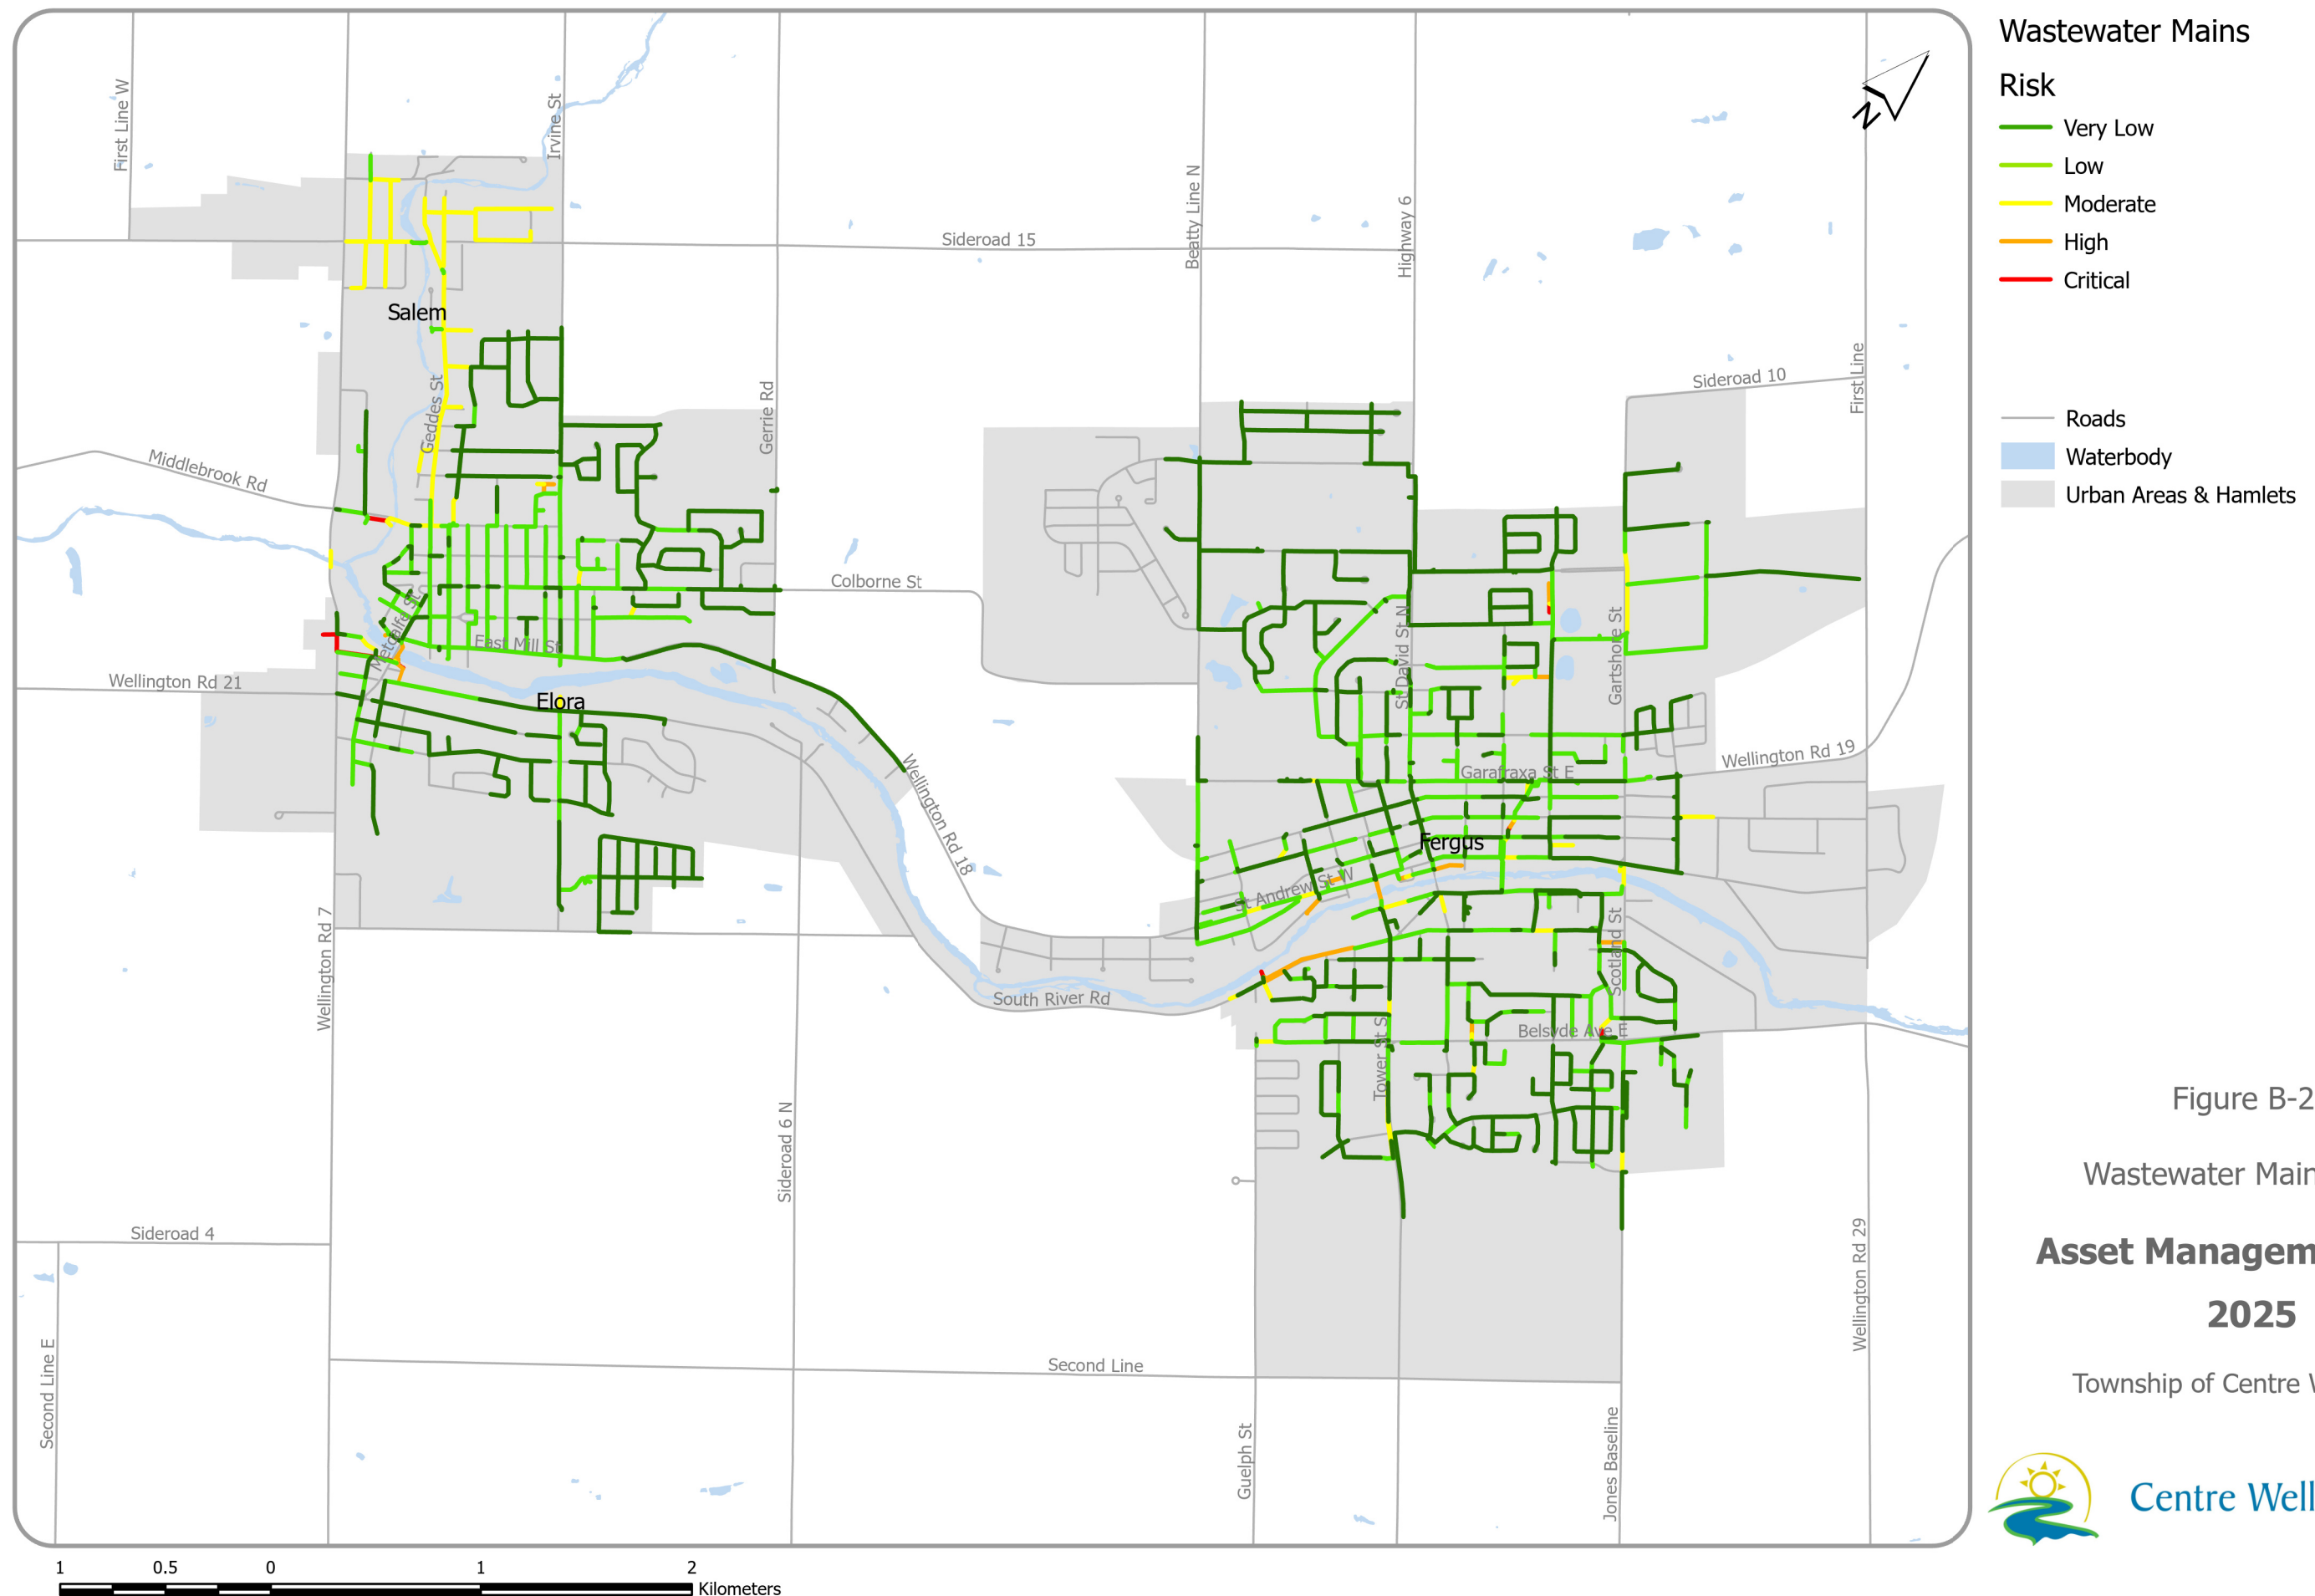 Wastewater Mains
Risk
Very Low
Low
Moderate
High
Critical
Roads
Waterbody
Urban Areas & Hamlets
N
First Line W
Irvine St
Beatty Line N
Highway 6
Sideroad 15
Salem
Geddes St
Gerrie Rd
Sideroad 10
First Line
Middlebrook Rd
Colborne St
Metcalfe St
East Mill St
St David St N
Gartshore St
Wellington Rd 21
Elora
Wellington Rd 18
Garafraxa St E
Wellington Rd 19
Fergus
St Andrew St W
Scotland St
Wellington Rd 7
South River Rd
Tower St S
Belsyde Ave E
Sideroad 6 N
Sideroad 4
Second Line E
Second Line
Guelph St
Jones Baseline
Wellington Rd 29
Figure B-2
Wastewater Main
Asset Managem
2025
Township of Centre
Centre Well
1 0.5 0 1 2
Kilometers